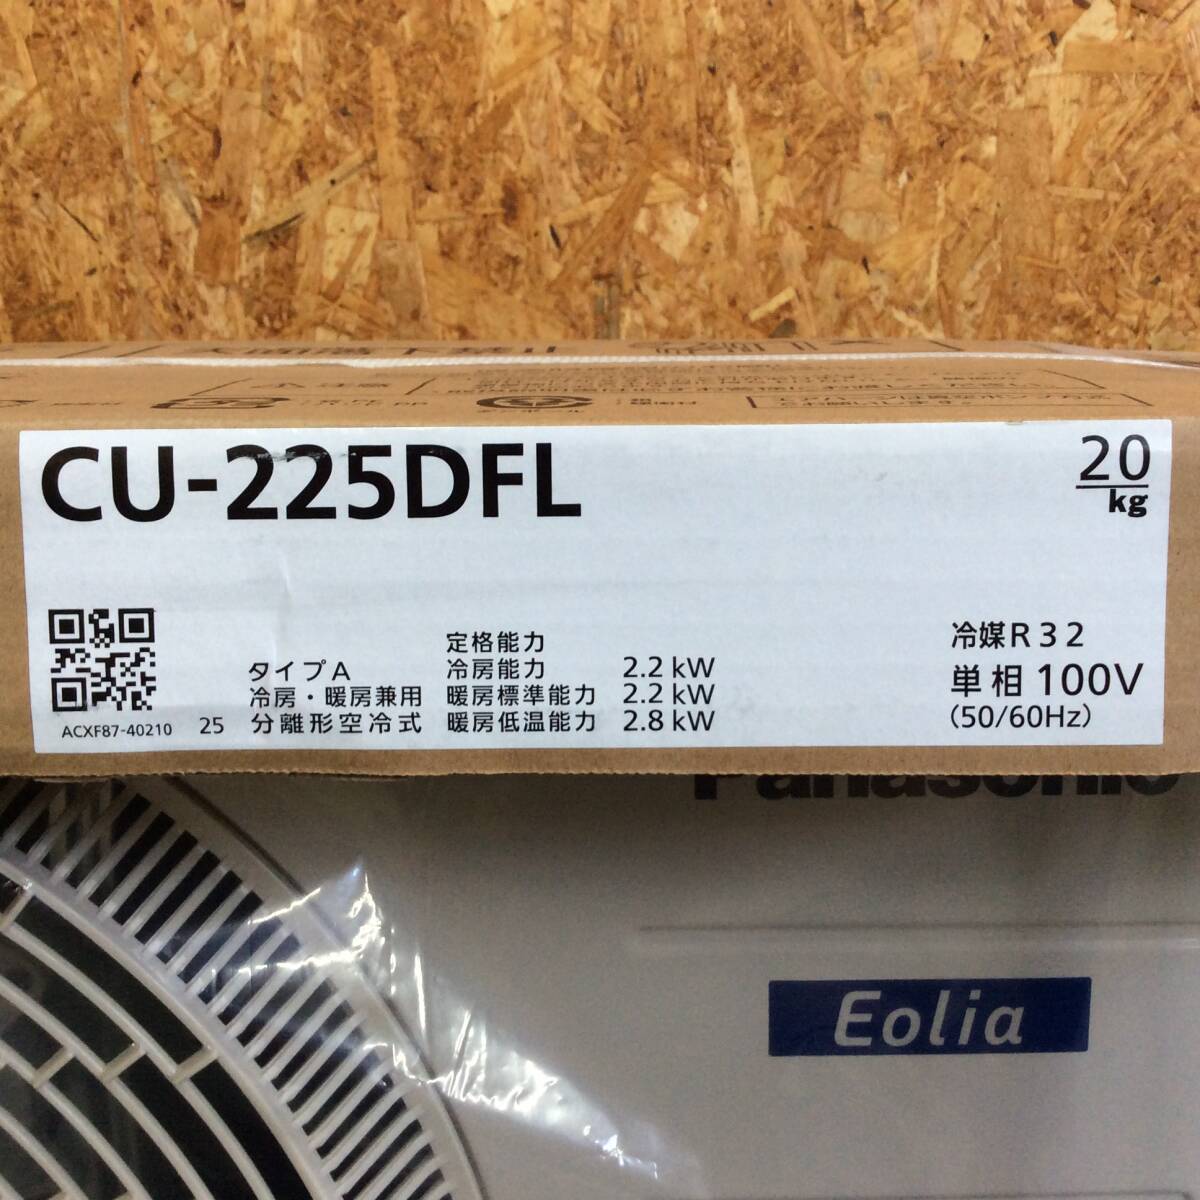 CU-225DFL
20
kg
タイプA
冷房・暖房兼用
分離形空冷式
定格能力
冷房能力 2.2 kW
暖房標準能力 2.2 kW
暖房低温能力 2.8 kW
冷媒R32
単相 100V
(50/60Hz)
ACXF87-40210 25
Panasonic
Eolia